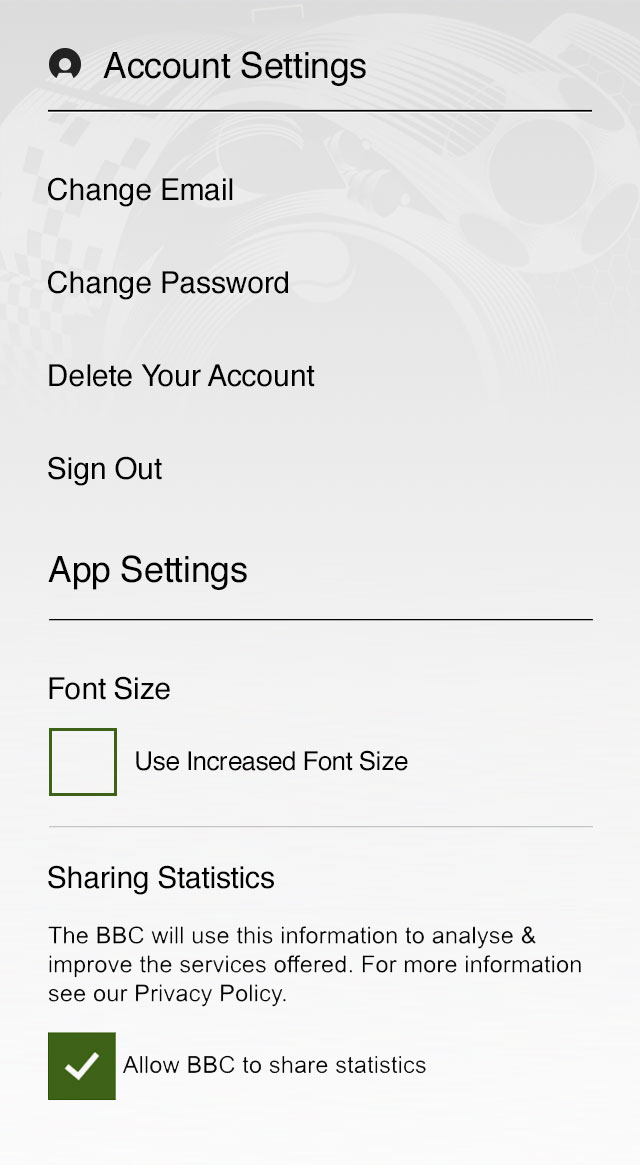 Account Settings
Change Email
Change Password
Delete Your Account
Sign Out
App Settings
Font Size
Use Increased Font Size
Sharing Statistics
The BBC will use this information to analyse &
improve the services offered. For more information
see our Privacy Policy.
Allow BBC to share statistics